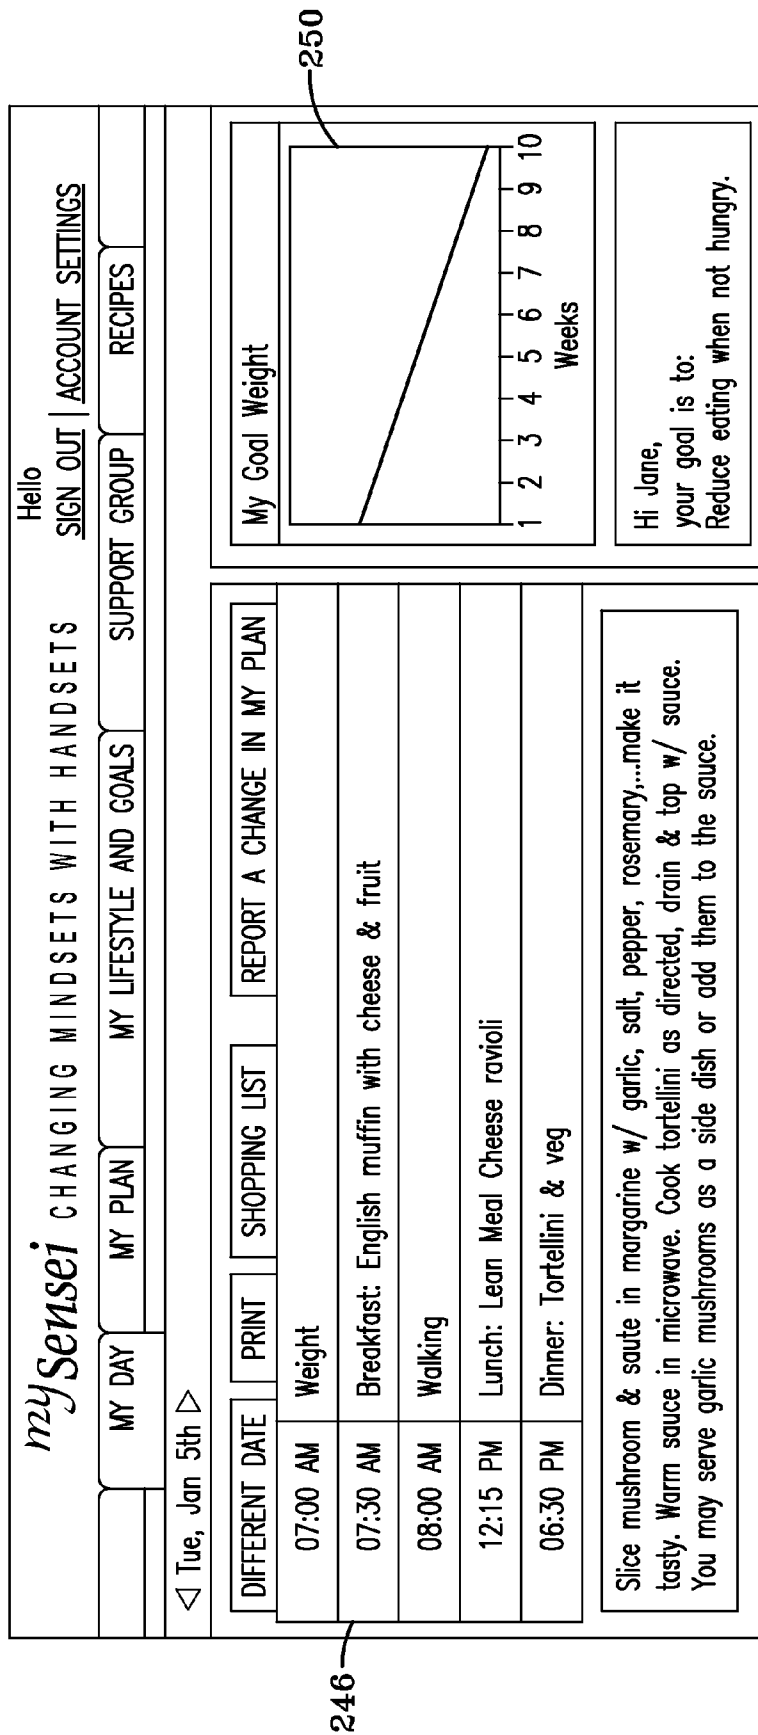 my Sensei CHANGING MINDSETS WITH HANDSETS
Hello
SIGN OUT | ACCOUNT SETTINGS
MY DAY
MY PLAN
MY LIFESTYLE AND GOALS
SUPPORT GROUP
RECIPES
◁ Tue, Jan 5th ▷
DIFFERENT DATE
PRINT
SHOPPING LIST
REPORT A CHANGE IN MY PLAN
07:00 AM Weight
07:30 AM Breakfast: English muffin with cheese & fruit
08:00 AM Walking
12:15 PM Lunch: Lean Meal Cheese ravioli
06:30 PM Dinner: Tortellini & veg
Slice mushroom & saute in margarine w/ garlic, salt, pepper, rosemary,...make it
tasty. Warm sauce in microwave. Cook tortellini as directed, drain & top w/ sauce.
You may serve garlic mushrooms as a side dish or add them to the sauce.
246
My Goal Weight
1 2 3 4 5 6 7 8 9 10
Weeks
250
Hi Jane,
your goal is to:
Reduce eating when not hungry.